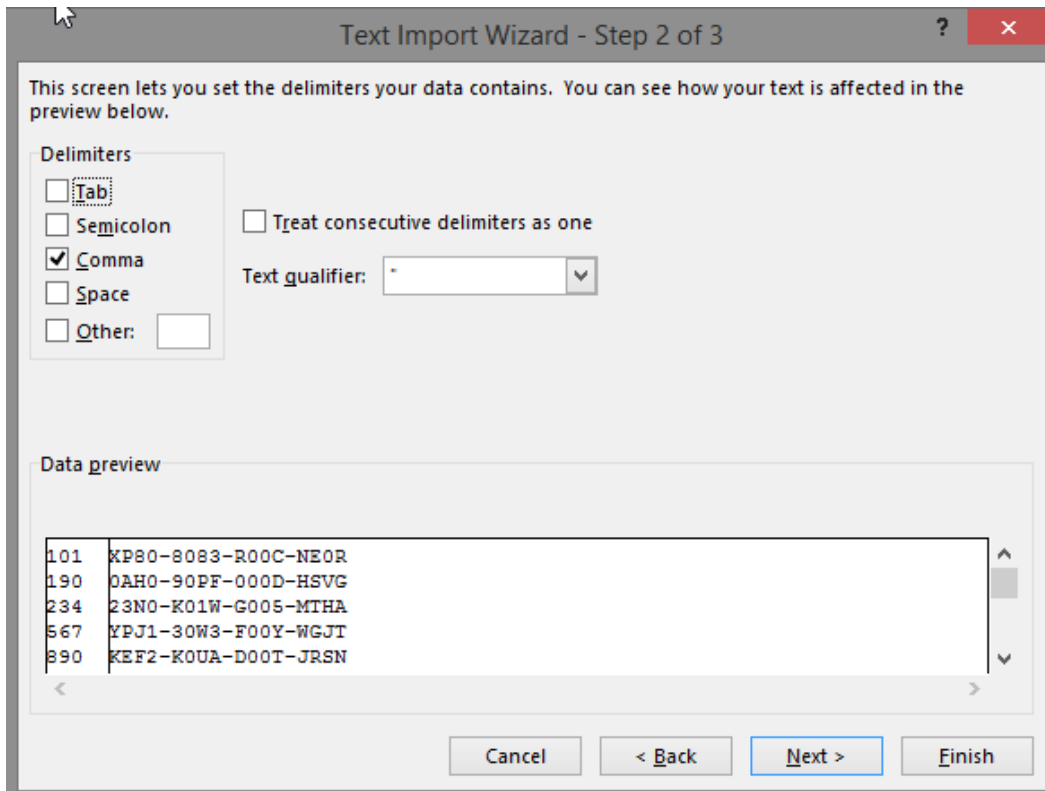 Text Import Wizard - Step 2 of 3
?
×
This screen lets you set the delimiters your data contains.  You can see how your text is affected in the
preview below.
Delimiters
Tab
Semicolon
Treat consecutive delimiters as one
Comma
Text qualifier: "
Space
Other:
Data preview
101 XP80-8083-R00C-NE0R
190 0AH0-90PF-000D-HSVG
234 23N0-K01W-G005-MTHA
567 YPJ1-30W3-F00Y-WGJT
890 KEF2-K0UA-D00T-JRSN
Cancel < Back Next > Finish